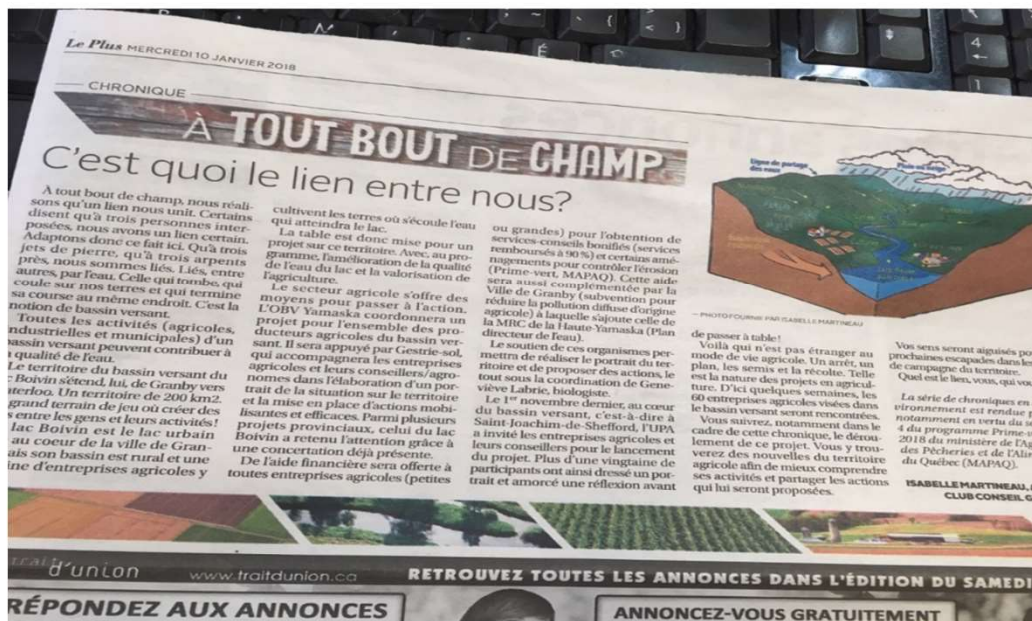 Le Plus MERCREDI 10 JANVIER 2018
CHRONIQUE
À TOUT BOUT DE CHAMP
C'est quoi le lien entre nous?
À tout bout de champ, nous réali-
sons qu'un lien nous unit. Certains
disent qu'à trois personnes inter-
posées, nous avons un lien certain.
Adaptons donc ce fait ici. Qu'à trois
jets de pierre, qu'à trois arpents
près, nous sommes liés. Liés, entre
autres, par l'eau. Celle qui tombe, qui
coule sur nos terres et qui termine
sa course au même endroit. C'est la
notion de bassin versant.
Toutes les activités (agricoles,
industrielles et municipales) d'un
bassin versant peuvent contribuer à
qualité de l'eau.
Le territoire du bassin versant du
Boivin s'étend, lui, de Granby vers
terloo. Un territoire de 200 km2.
grand terrain de jeu où créer des
s entre les gens et leurs activités!
lac Boivin est le lac urbain
au coeur de la ville de Gran-
ais son bassin est rural et une
ine d'entreprises agricoles y
cultivent les terres où s'écoule l'eau
qui atteindra le lac.
La table est donc mise pour un
projet sur ce territoire. Avec, au pro-
gramme, l'amélioration de la qualité
de l'eau du lac et la valorisation de
l'agriculture.
Le secteur agricole s'offre des
moyens pour passer à l'action.
L'OBV Yamaska coordonnera un
projet pour l'ensemble des pro-
ducteurs agricoles du bassin ver-
sant. Il sera appuyé par Gestrie-sol,
qui accompagnera les entreprises
agricoles et leurs conseillers/agro-
nomes dans l'élaboration d'un por-
trait de la situation sur le territoire
et la mise en place d'actions mobi-
lisantes et efficaces. Parmi plusieurs
projets provinciaux, celui du Lac
Boivin a retenu l'attention grâce à
une concertation déjà présente.
De l'aide financière sera offerte à
toutes entreprises agricoles (petites
ou grandes) pour l'obtention de
services-conseils bonifiés (services
remboursés à 90 %) et certains amé-
nagements pour contrôler l'érosion
(Prime-vert, MAPAQ). Cette aide
sera aussi complémentée par la
Ville de Granby (subvention pour
réduire la pollution diffuse d'origine
agricole) à laquelle s'ajoute celle de
la MRC de la Haute-Yamaska (Plan
directeur de l'eau).
Le soutien de ces organismes per-
mettra de réaliser le portrait du ter-
ritoire et de proposer des actions, le
tout sous la coordination de Gene-
viève Labrie, biologiste.
Le 1er novembre dernier, au cœur
du bassin versant, c'est-à-dire à
Saint-Joachim-de-Shefford, l'UPA
a invité les entreprises agricoles et
leurs conseillers pour le lancement
du projet. Plus d'une vingtaine de
participants ont ainsi dressé un por-
trait et amorcé une réflexion avant
Ligne de partage
des eaux
Pluie ou neige
— PHOTO FOURNIE PAR ISABELLE MARTINEAU
de passer à table!
Voilà qui n'est pas étranger au
mode de vie agricole. Un arrêt, un
plan, les semis et la récolte. Telle
est la nature des projets en agricul-
ture. D'ici quelques semaines, les
60 entreprises agricoles visées dans
le bassin versant seront rencontrées.
Vous suivrez, notamment dans le
cadre de cette chronique, le dérou-
lement de ce projet. Vous y trou-
verez des nouvelles du territoire
agricole afin de mieux comprendre
ses activités et partager les actions
qui lui seront proposées.
Vos sens seront aiguisés po
prochaines escapades dans le
de campagne du territoire.
Quel est le lien, vous, qui vo
La série de chroniques en
vironnement est rendue
notamment en vertu du s
4 du programme Prime-v
2018 du ministère de l'A
des Pêcheries et de l'Alim
du Québec (MAPAQ).
ISABELLE MARTINEAU, A
CLUB CONSEIL G
trait d'union www.traitdunion.ca RETROUVEZ TOUTES LES ANNONCES DANS L'ÉDITION DU SAMEDI
RÉPONDEZ AUX ANNONCES
ANNONCEZ-VOUS GRATUITEMENT